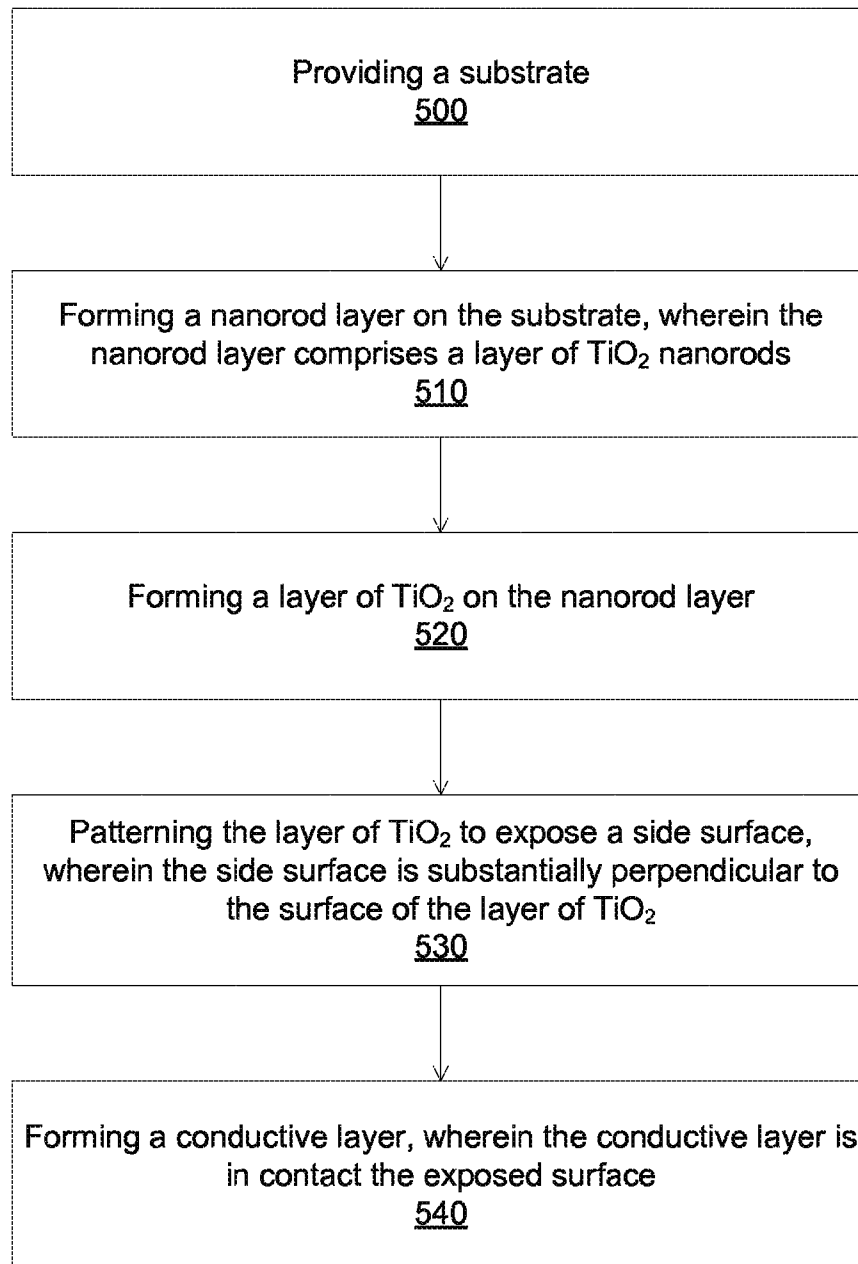 Providing a substrate
500
Forming a nanorod layer on the substrate, wherein the
nanorod layer comprises a layer of TiO₂ nanorods
510
Forming a layer of TiO₂ on the nanorod layer
520
Patterning the layer of TiO₂ to expose a side surface,
wherein the side surface is substantially perpendicular to
the surface of the layer of TiO₂
530
Forming a conductive layer, wherein the conductive layer is
in contact the exposed surface
540